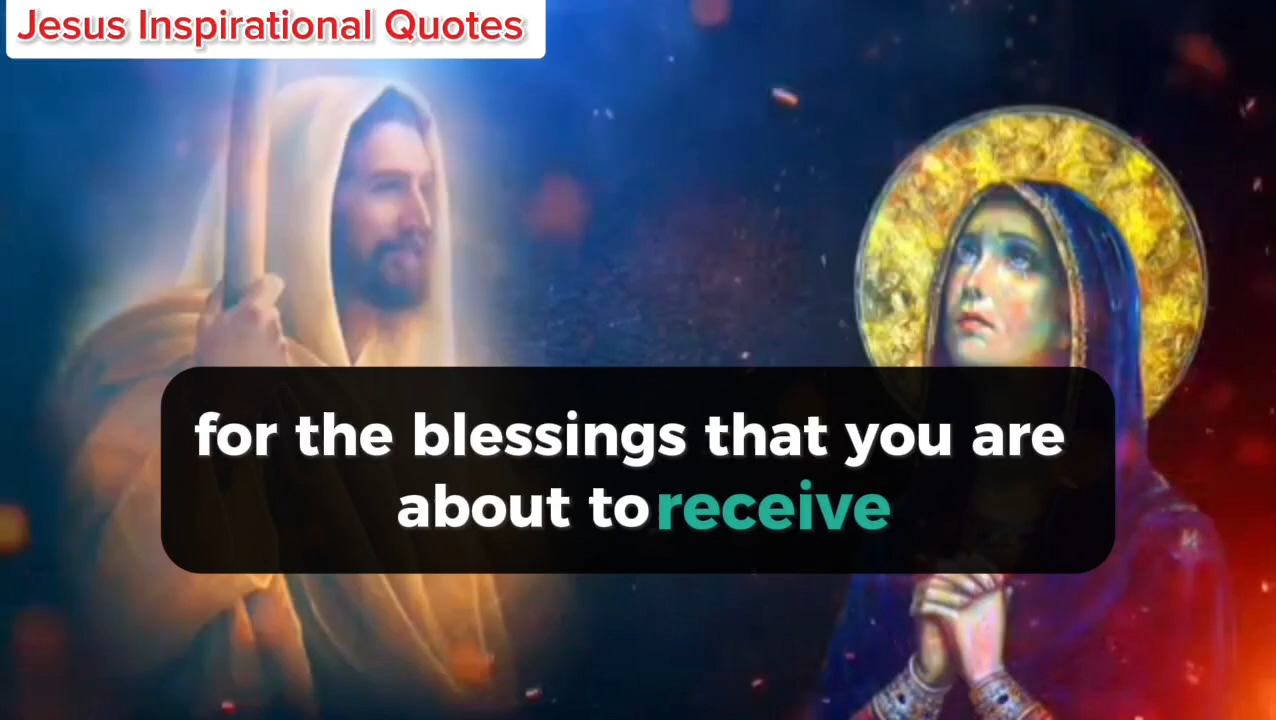 Jesus Inspirational Quotes
for the blessings that you are
about to receive